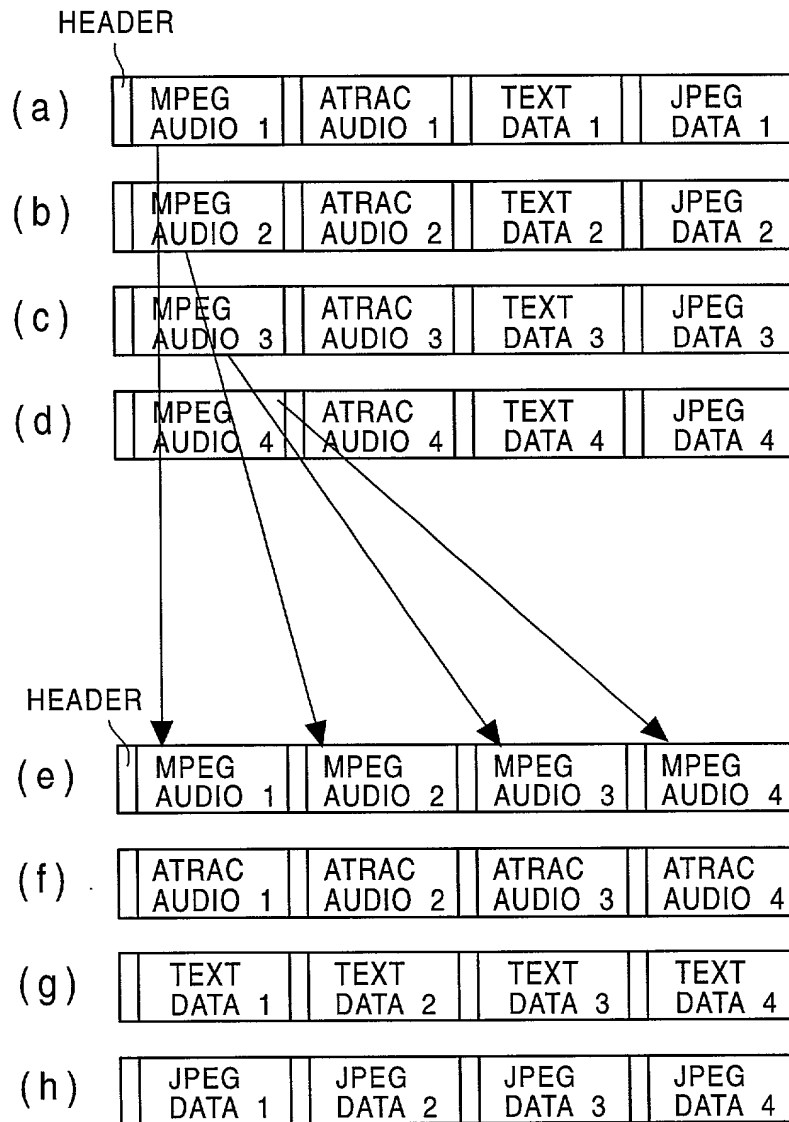 HEADER
(a) MPEG AUDIO 1 ATRAC AUDIO 1 TEXT DATA 1 JPEG DATA 1
(b) MPEG AUDIO 2 ATRAC AUDIO 2 TEXT DATA 2 JPEG DATA 2
(c) MPEG AUDIO 3 ATRAC AUDIO 3 TEXT DATA 3 JPEG DATA 3
(d) MPEG AUDIO 4 ATRAC AUDIO 4 TEXT DATA 4 JPEG DATA 4
HEADER
(e) MPEG AUDIO 1 MPEG AUDIO 2 MPEG AUDIO 3 MPEG AUDIO 4
(f) ATRAC AUDIO 1 ATRAC AUDIO 2 ATRAC AUDIO 3 ATRAC AUDIO 4
(g) TEXT DATA 1 TEXT DATA 2 TEXT DATA 3 TEXT DATA 4
(h) JPEG DATA 1 JPEG DATA 2 JPEG DATA 3 JPEG DATA 4